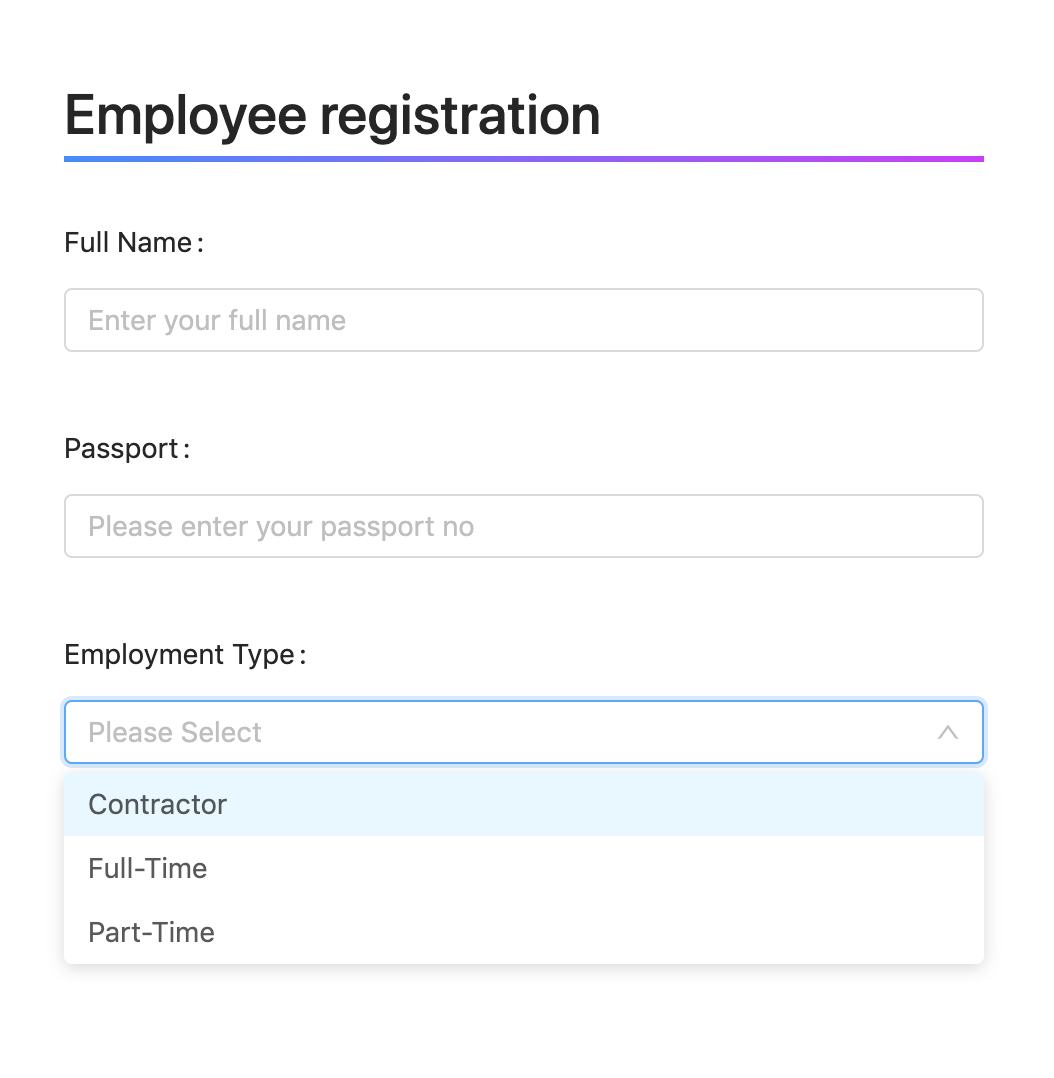 Employee registration
Full Name:
Enter your full name
Passport:
Please enter your passport no
Employment Type:
Please Select
Contractor
Full-Time
Part-Time